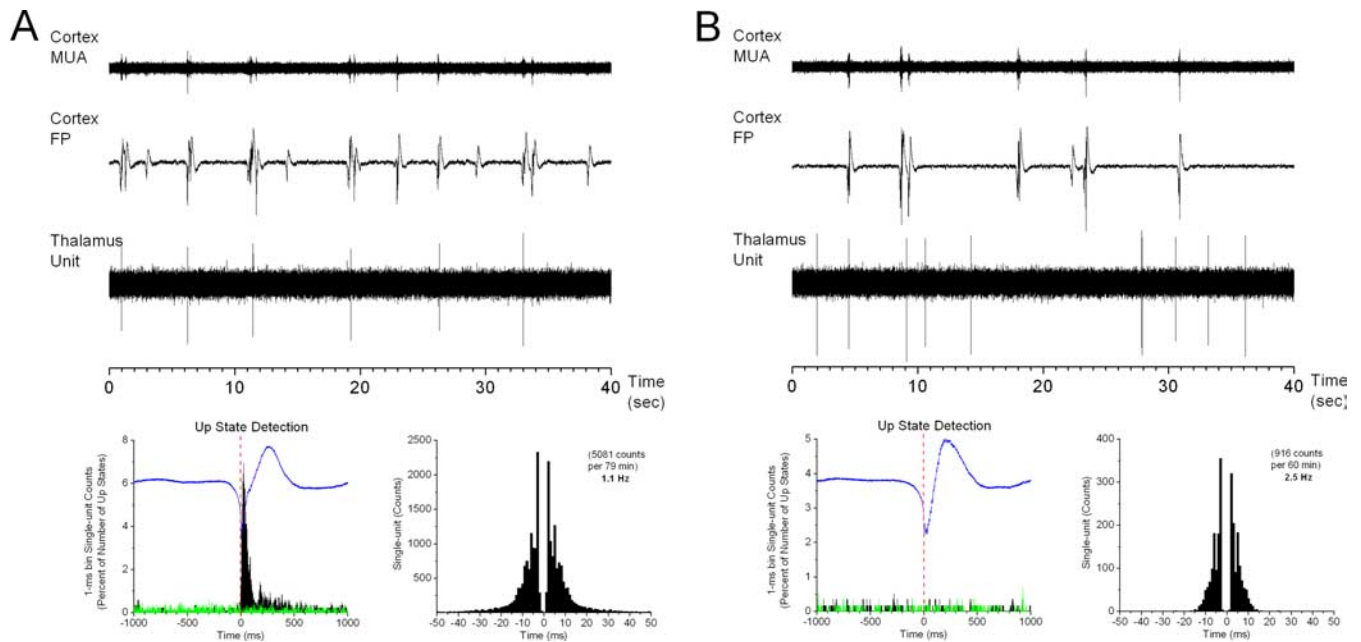 A
Cortex
MUA
Cortex
FP
Thalamus
Unit
0 10 20 30 40
Time
(sec)
Up State Detection
1-ms bin Single-unit Counts
(Percent of Number of Up States)
8
6
4
2
0
-1000 -500 0 500 1000
Time (ms)
Single-unit (Counts)
2500
2000
1500
1000
500
(5081 counts
per 79 min)
1.1 Hz
-50 -40 -30 -20 -10 0 10 20 30 40 50
Time (ms)
B
Cortex
MUA
Cortex
FP
Thalamus
Unit
0 10 20 30 40
Time
(sec)
Up State Detection
1-ms bin Single-unit Counts
(Percent of Number of Up States)
5
4
3
2
1
0
-1000 -500 0 500 1000
Time (ms)
Single-unit (Counts)
400
300
200
100
0
(916 counts
per 60 min)
2.5 Hz
-50 -40 -30 -20 -10 0 10 20 30 40 50
Time (ms)